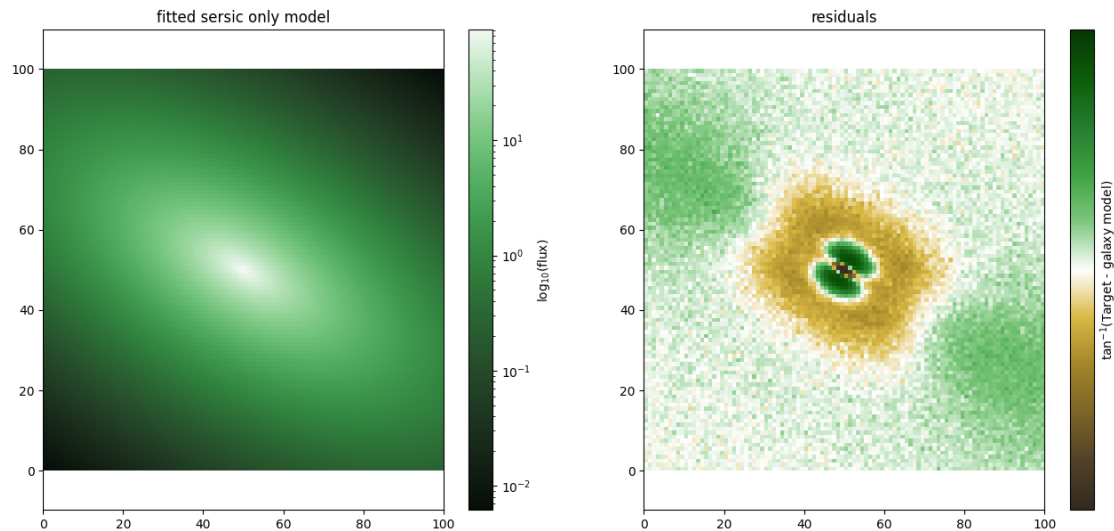 fitted sersic only model
100
80
60
40
20
0
0 20 40 60 80 100
10¹
10⁰
10⁻¹
10⁻²
log₁₀(flux)
residuals
100
80
60
40
20
0
0 20 40 60 80 100
tan⁻¹(Target - galaxy model)